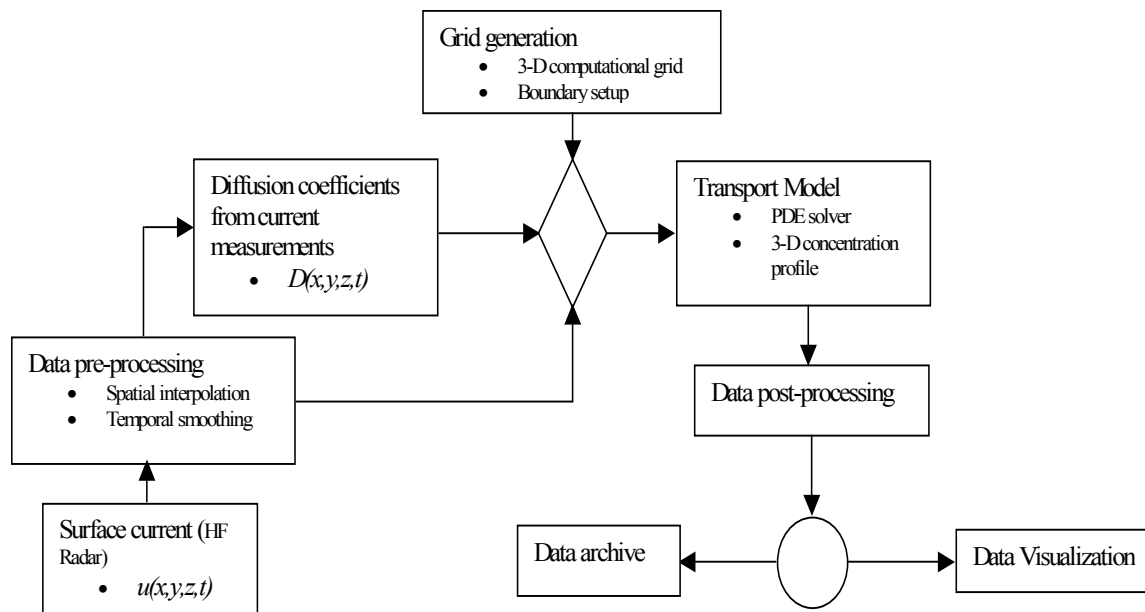 Grid generation
• 3-D computational grid
• Boundary setup
Diffusion coefficients
from current
measurements
• D(x,y,z,t)
Transport Model
• PDE solver
• 3-D concentration
profile
Data pre-processing
• Spatial interpolation
• Temporal smoothing
Data post-processing
Surface current (HF
Radar)
• u(x,y,z,t)
Data archive
Data Visualization